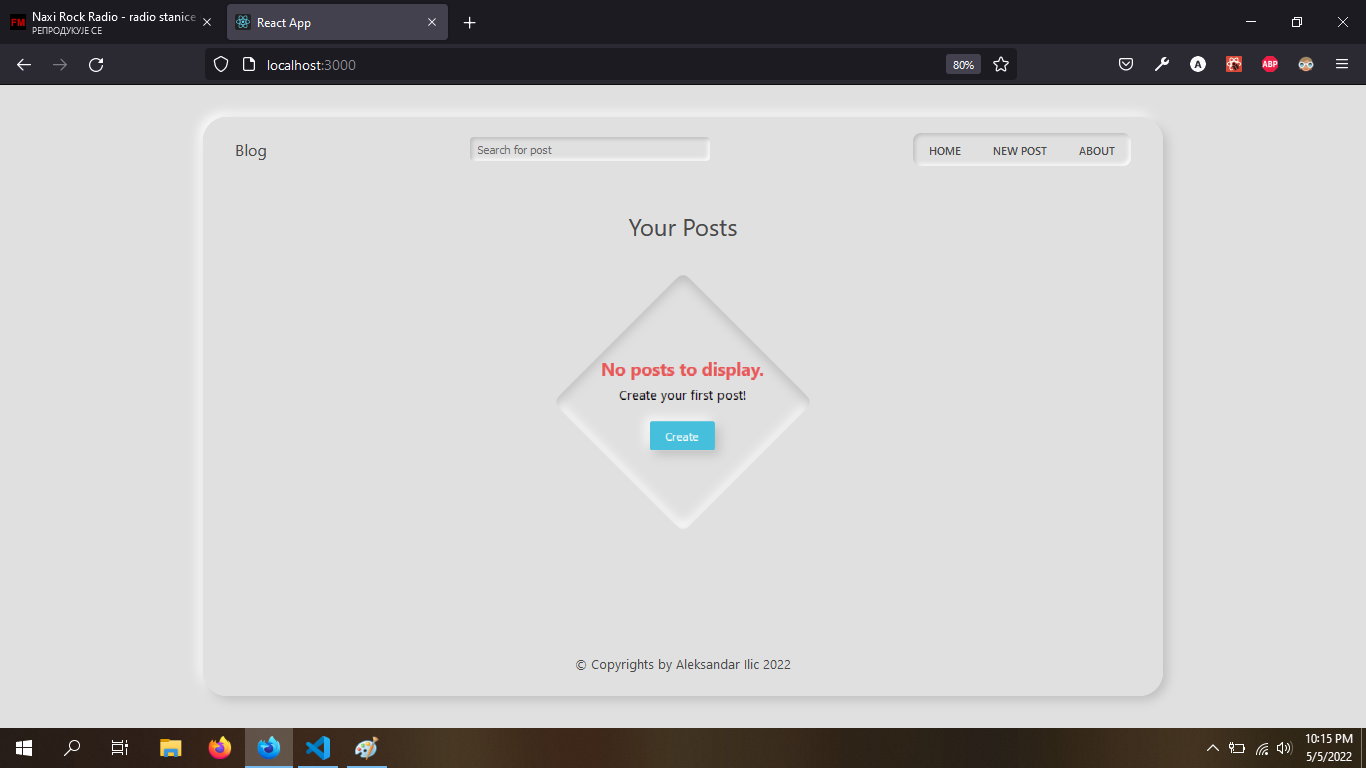 FM
Naxi Rock Radio - radio stanice
РЕПРОДУКУЈЕ СЕ
React App
localhost:3000
80%
A
ABP
Blog
Search for post
HOME
NEW POST
ABOUT
Your Posts
No posts to display.
Create your first post!
Create
© Copyrights by Aleksandar Ilic 2022
10:15 PM
5/5/2022